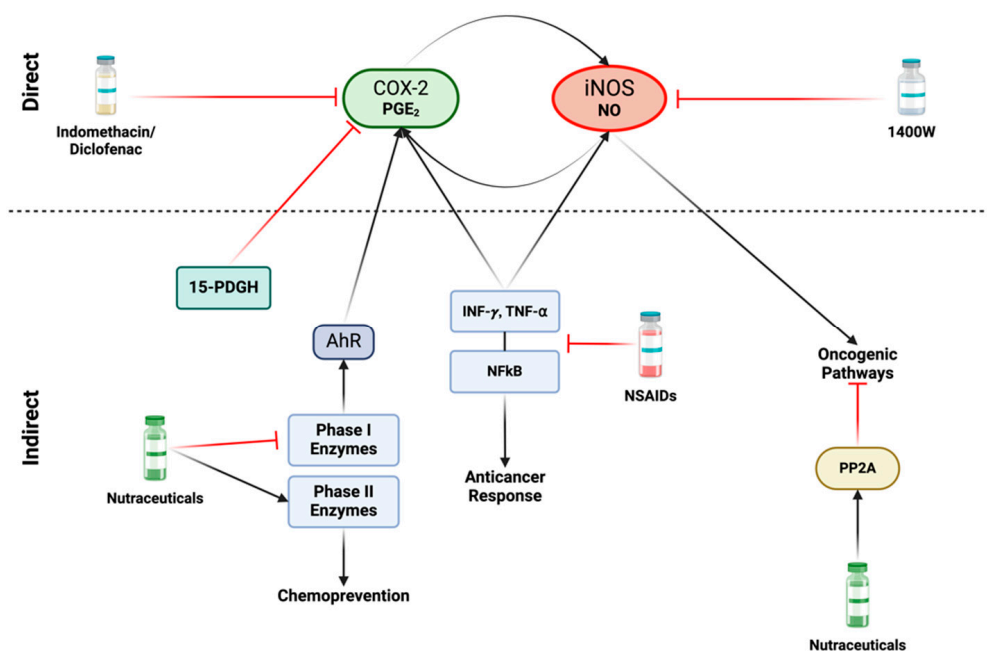 Direct
COX-2
PGE₂
iNOS
NO
Indomethacin/
Diclofenac
1400W
Indirect
15-PDGH
INF-γ, TNF-α
AhR
NFkB
NSAIDs
Oncogenic
Pathways
Phase I
Enzymes
Nutraceuticals
Phase II
Enzymes
Anticancer
Response
PP2A
Chemoprevention
Nutraceuticals